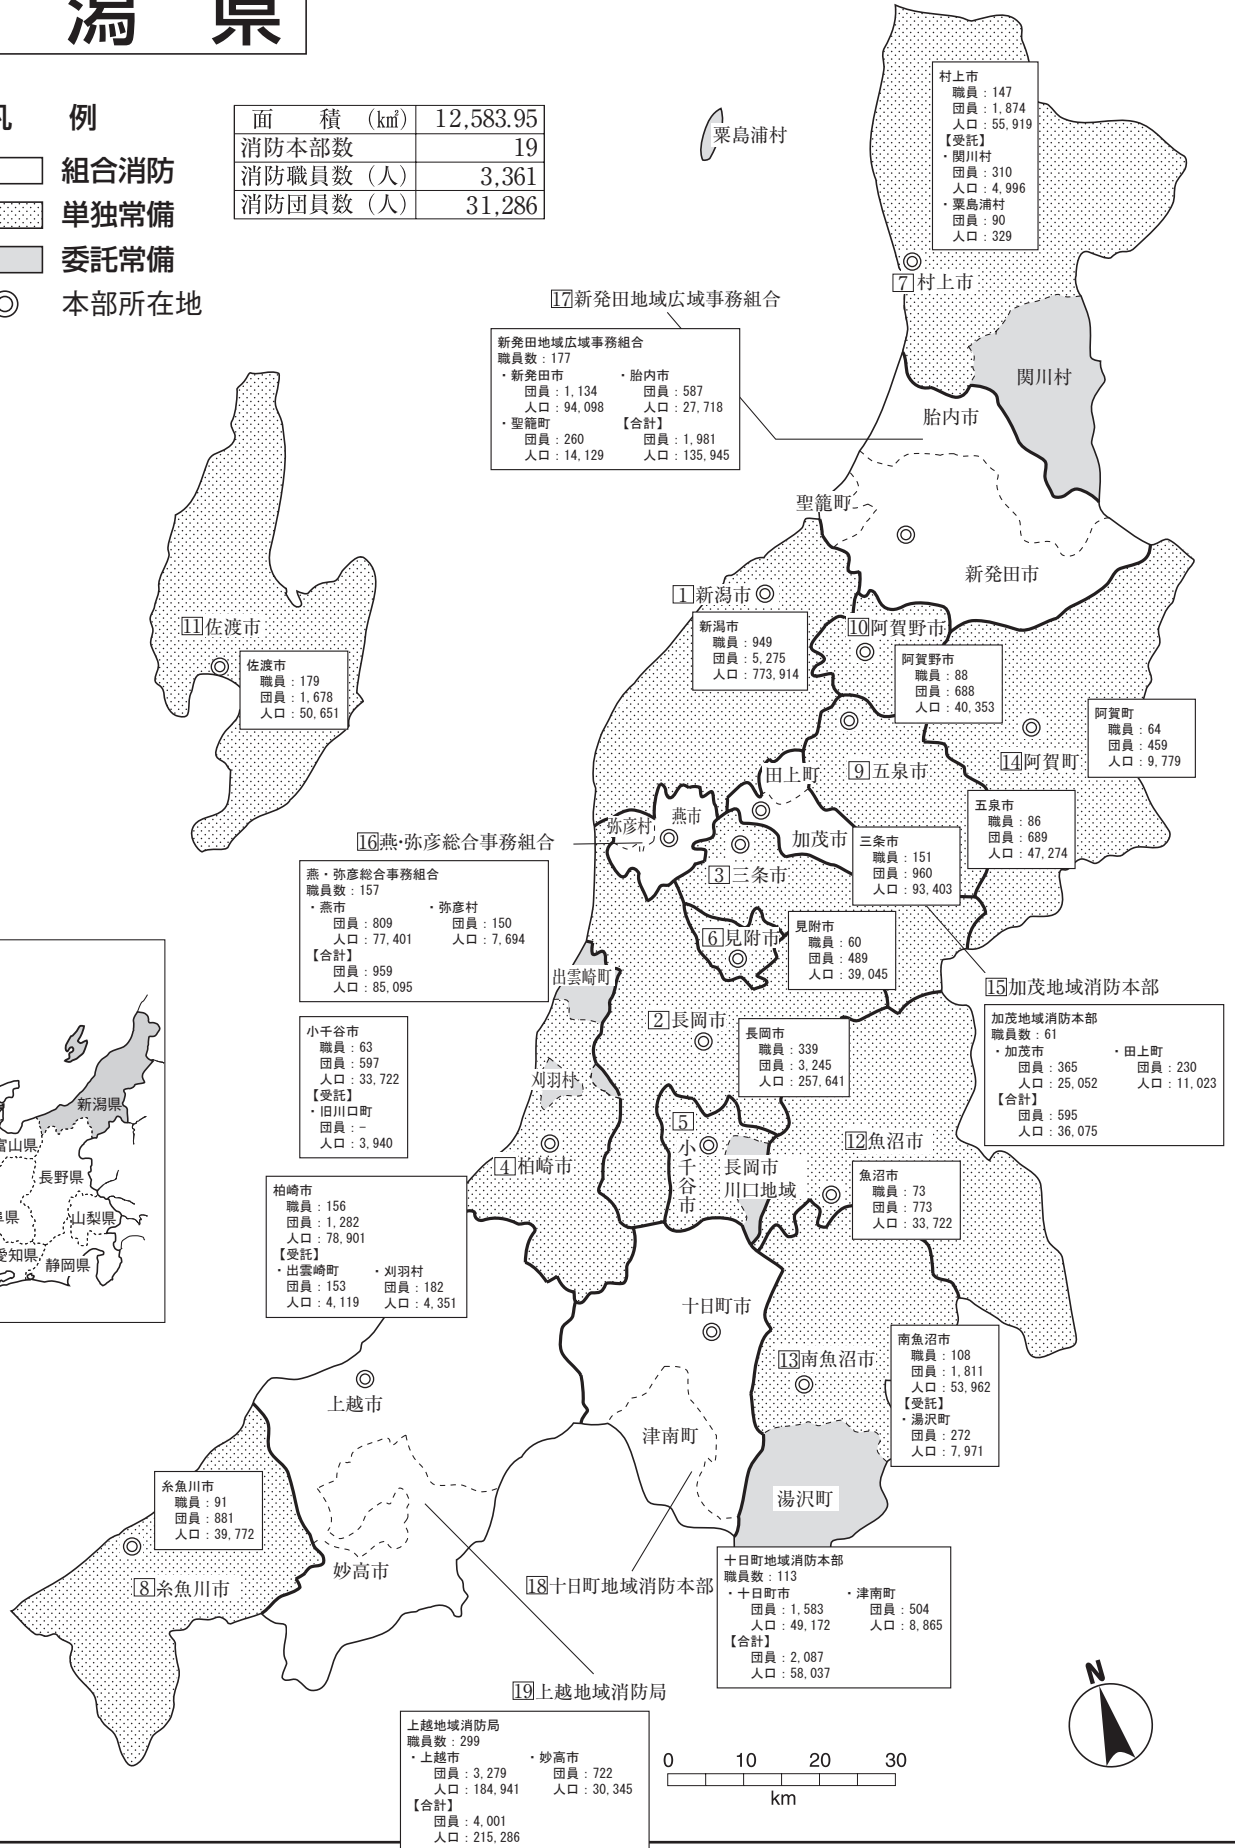 潟 県
凡 例
組合消防
単独常備
委託常備
本部所在地
面 積 (㎢) 12,583.95
消防本部数 19
消防職員数(人) 3,361
消防団員数(人) 31,286
粟島浦村
村上市
職員:147
団員:1,874
人口:55,919
【受託】
・関川村
団員:310
人口:4,996
・粟島浦村
団員:90
人口:329
7村上市
17新発田地域広域事務組合
新発田地域広域事務組合
職員数:177
・新発田市 ・胎内市
団員:1,134 団員:587
人口:94,098 人口:27,718
・聖籠町 【合計】
団員:260 団員:1,981
人口:14,129 人口:135,945
関川村
胎内市
聖籠町
新発田市
1新潟市
新潟市
職員:949
団員:5,275
人口:773,914
10阿賀野市
阿賀野市
職員:88
団員:688
人口:40,353
11佐渡市
佐渡市
職員:179
団員:1,678
人口:50,651
阿賀町
職員:64
団員:459
人口:9,779
14阿賀町
9五泉市
五泉市
職員:86
団員:689
人口:47,274
田上町
加茂市
弥彦村
燕市
16燕・弥彦総合事務組合
燕・弥彦総合事務組合
職員数:157
・燕市 ・弥彦村
団員:809 団員:150
人口:77,401 人口:7,694
【合計】
団員:959
人口:85,095
3三条市
三条市
職員:151
団員:960
人口:93,403
6見附市
見附市
職員:60
団員:489
人口:39,045
出雲崎町
15加茂地域消防本部
加茂地域消防本部
職員数:61
・加茂市 ・田上町
団員:365 団員:230
人口:25,052 人口:11,023
【合計】
団員:595
人口:36,075
2長岡市
長岡市
職員:339
団員:3,245
人口:257,641
小千谷市
職員:63
団員:597
人口:33,722
【受託】
・旧川口町
団員:-
人口:3,940
刈羽村
5
小千谷市
長岡市
川口地域
12魚沼市
魚沼市
職員:73
団員:773
人口:33,722
4柏崎市
柏崎市
職員:156
団員:1,282
人口:78,901
【受託】
・出雲崎町 ・刈羽村
団員:153 団員:182
人口:4,119 人口:4,351
新潟県
富山県
長野県
阜県
山梨県
愛知県
静岡県
十日町市
13南魚沼市
南魚沼市
職員:108
団員:1,811
人口:53,962
【受託】
・湯沢町
団員:272
人口:7,971
上越市
津南町
湯沢町
糸魚川市
職員:91
団員:881
人口:39,772
8糸魚川市
妙高市
18十日町地域消防本部
十日町地域消防本部
職員数:113
・十日町市 ・津南町
団員:1,583 団員:504
人口:49,172 人口:8,865
【合計】
団員:2,087
人口:58,037
19上越地域消防局
上越地域消防局
職員数:299
・上越市 ・妙高市
団員:3,279 団員:722
人口:184,941 人口:30,345
【合計】
団員:4,001
人口:215,286
0 10 20 30
km
N